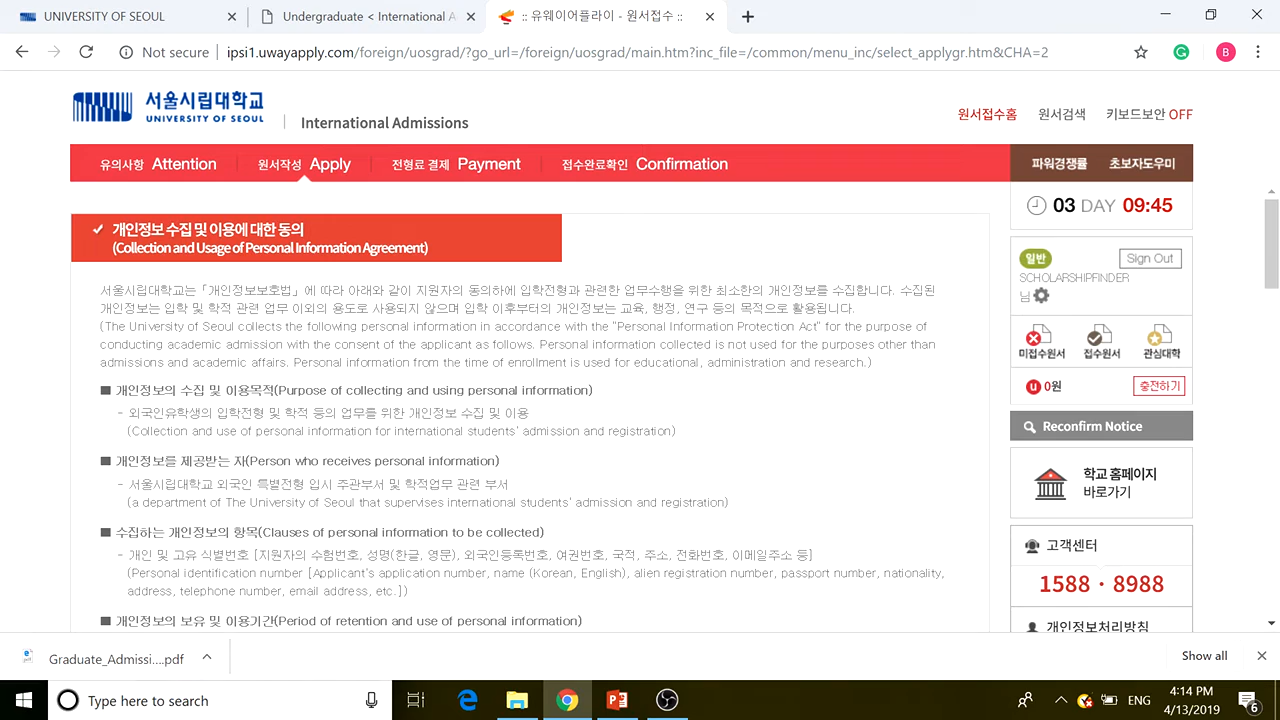 UNIVERSITY OF SEOUL
Undergraduate < International A
:: 유웨이어플라이 - 원서접수 ::
Not secure
ipsi1.uwayapply.com/foreign/uosgrad/?go_url=/foreign/uosgrad/main.htm?inc_file=/common/menu_inc/select_applygr.htm&CHA=2
B
서울시립대학교
UNIVERSITY OF SEOUL
International Admissions
원서접수홈 원서검색 키보드보안 OFF
유의사항 Attention 원서작성 Apply 전형료 결제 Payment 접수완료확인 Confirmation 파워경쟁률 초보자도우미
03 DAY 09:45
개인정보 수집 및 이용에 대한 동의
(Collection and Usage of Personal Information Agreement)
일반 Sign Out
SCHOLARSHIPFINDER
님
서울시립대학교는 「개인정보보호법」에 따라 아래와 같이 지원자의 동의하에 입학전형과 관련한 업무수행을 위한 최소한의 개인정보를 수집합니다. 수집된
개인정보는 입학 및 학적 관련 업무 이외의 용도로 사용되지 않으며 입학 이후부터의 개인정보는 교육, 행정, 연구 등의 목적으로 활용됩니다.
(The University of Seoul collects the following personal information in accordance with the "Personal Information Protection Act" for the purpose of
conducting academic admission with the consent of the applicant as follows. Personal information collected is not used for the purposes other than
admissions and academic affairs. Personal information from the time of enrollment is used for educational, administration and research.)
미접수원서 접수원서 관심대학
u 0원 충전하기
■ 개인정보의 수집 및 이용목적(Purpose of collecting and using personal information)
- 외국인유학생의 입학전형 및 학적 등의 업무를 위한 개인정보 수집 및 이용
(Collection and use of personal information for international students' admission and registration)
Reconfirm Notice
■ 개인정보를 제공받는 자(Person who receives personal information)
- 서울시립대학교 외국인 특별전형 입시 주관부서 및 학적업무 관련 부서
(a department of The University of Seoul that supervises international students' admission and registration)
학교 홈페이지
바로가기
■ 수집하는 개인정보의 항목(Clauses of personal information to be collected)
- 개인 및 고유 식별번호 [지원자의 수험번호, 성명(한글, 영문), 외국인등록번호, 여권번호, 국적, 주소, 전화번호, 이메일주소 등]
(Personal identification number [Applicant's application number, name (Korean, English), alien registration number, passport number, nationality,
address, telephone number, email address, etc.])
고객센터
1588 · 8988
■ 개인정보의 보유 및 이용기간(Period of retention and use of personal information)
개인정보처리방침
Graduate_Admissi....pdf
Show all
Type here to search
ENG
4:14 PM
4/13/2019
6